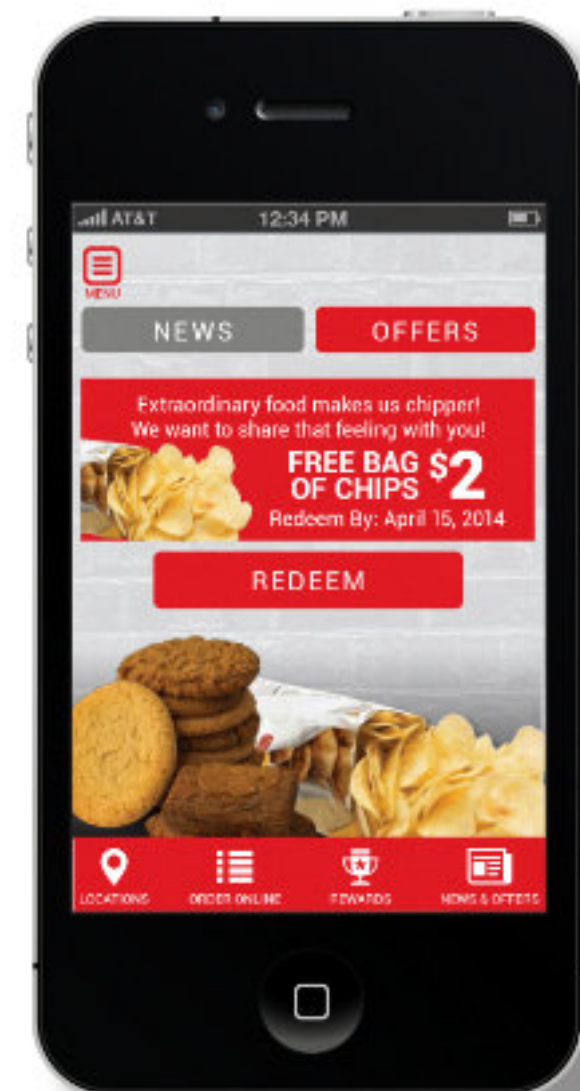 AT&T 12:34 PM
MENU
NEWS OFFERS
Extraordinary food makes us chipper!
We want to share that feeling with you!
FREE BAG $2
OF CHIPS
Redeem By: April 15, 2014
REDEEM
LOCATIONS ORDER ONLINE REWARDS NEWS & OFFERS